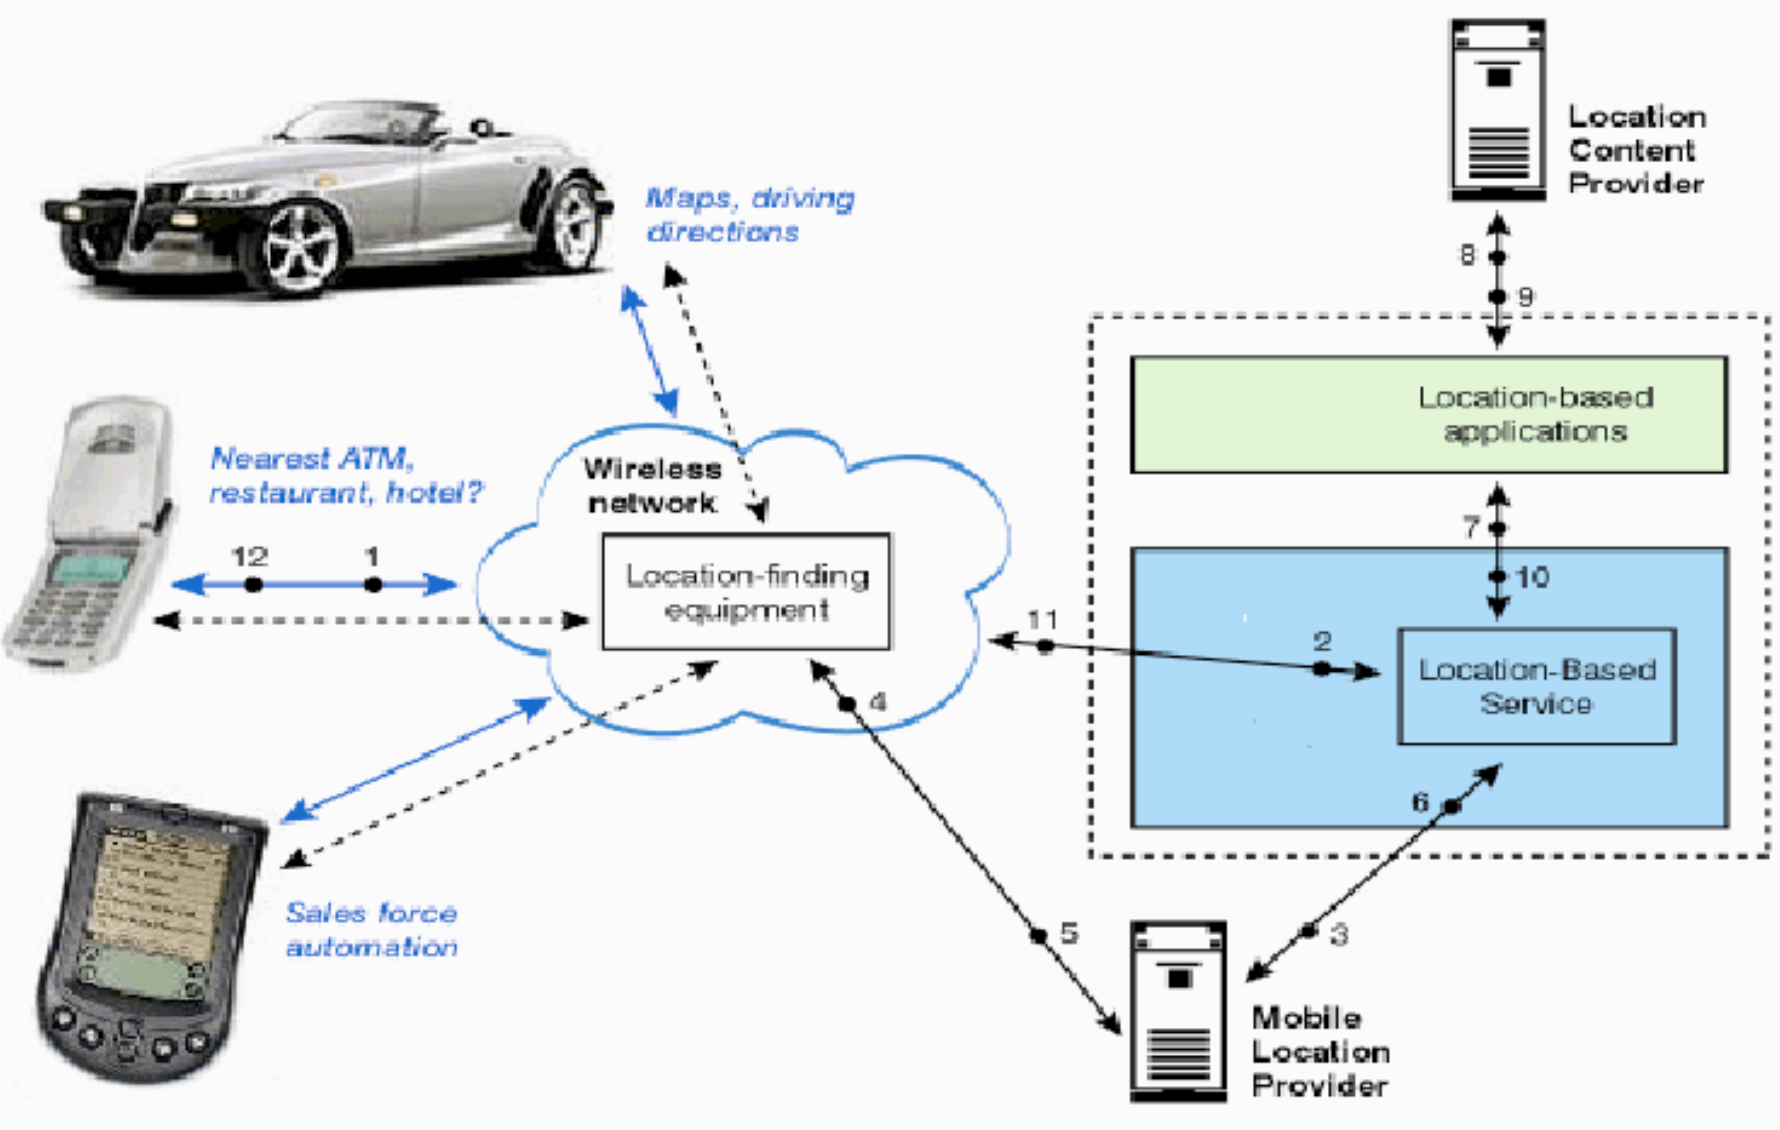 Location
Content
Provider
Maps, driving
directions
8
9
Location-based
applications
Nearest ATM,
restaurant, hotel?
Wireless
network
7
12
1
10
Location-finding
equipment
11
2
Location-Based
Service
4
6
Sales force
automation
5
3
Mobile
Location
Provider